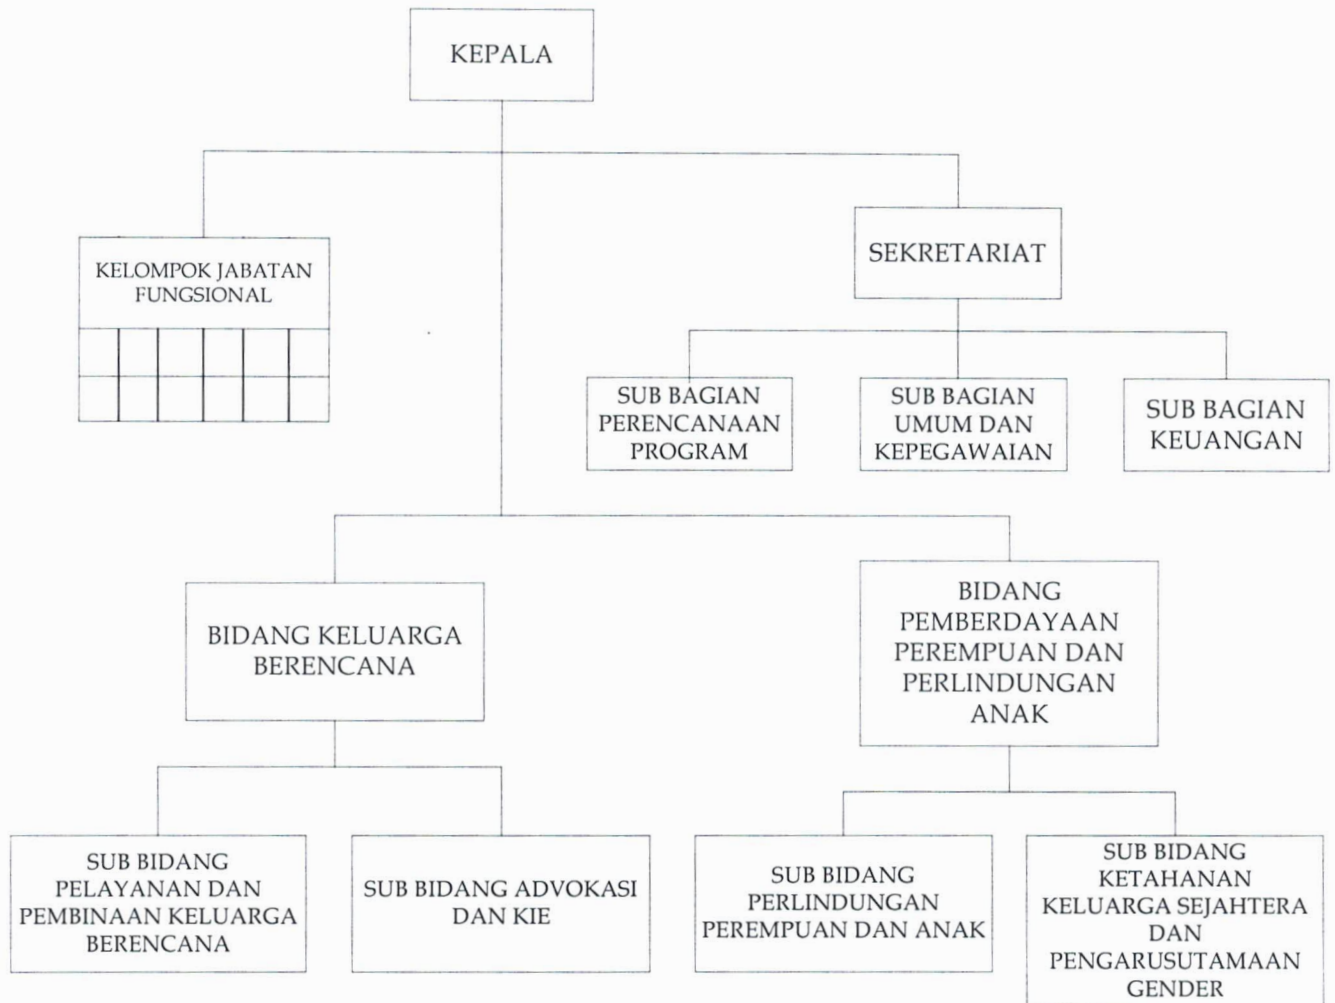 KEPALA
KELOMPOK JABATAN
FUNGSIONAL
SEKRETARIAT
SUB BAGIAN
PERENCANAAN
PROGRAM
SUB BAGIAN
UMUM DAN
KEPEGAWAIAN
SUB BAGIAN
KEUANGAN
BIDANG KELUARGA
BERENCANA
BIDANG
PEMBERDAYAAN
PEREMPUAN DAN
PERLINDUNGAN
ANAK
SUB BIDANG
PELAYANAN DAN
PEMBINAAN KELUARGA
BERENCANA
SUB BIDANG ADVOKASI
DAN KIE
SUB BIDANG
PERLINDUNGAN
PEREMPUAN DAN ANAK
SUB BIDANG
KETAHANAN
KELUARGA SEJAHTERA
DAN
PENGARUSUTAMAAN
GENDER